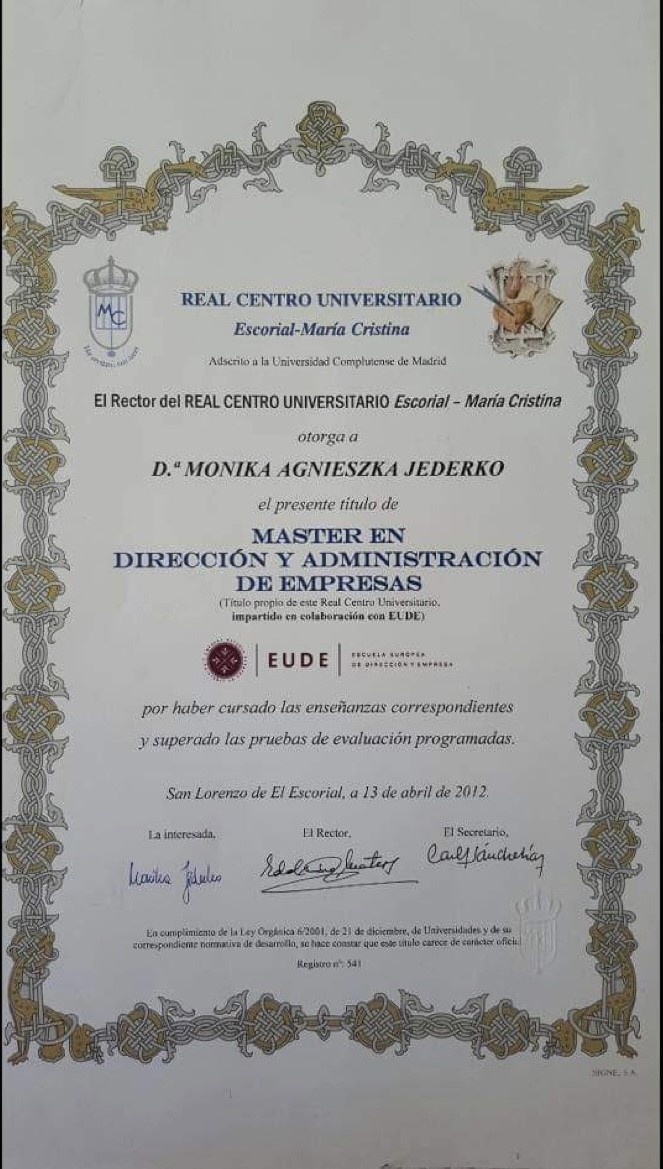 MC
REAL CENTRO UNIVERSITARIO
Escorial-María Cristina
Adscrito a la Universidad Complutense de Madrid
El Rector del REAL CENTRO UNIVERSITARIO Escorial – María Cristina
otorga a
D.ª MONIKA AGNIESZKA JEDERKO
el presente título de
MASTER EN
DIRECCIÓN Y ADMINISTRACIÓN
DE EMPRESAS
(Título propio de este Real Centro Universitario,
impartido en colaboración con EUDE)
EUDE
ESCUELA EUROPEA
DE DIRECCIÓN Y EMPRESA
por haber cursado las enseñanzas correspondientes
y superado las pruebas de evaluación programadas.
San Lorenzo de El Escorial, a 13 de abril de 2012.
La interesada, El Rector, El Secretario,
Monika Jederko
En cumplimiento de la Ley Orgánica 6/2001, de 21 de diciembre, de Universidades y de su
correspondiente normativa de desarrollo, se hace constar que este título carece de carácter oficial
Registro nº: 541
SIGNE, S.A.